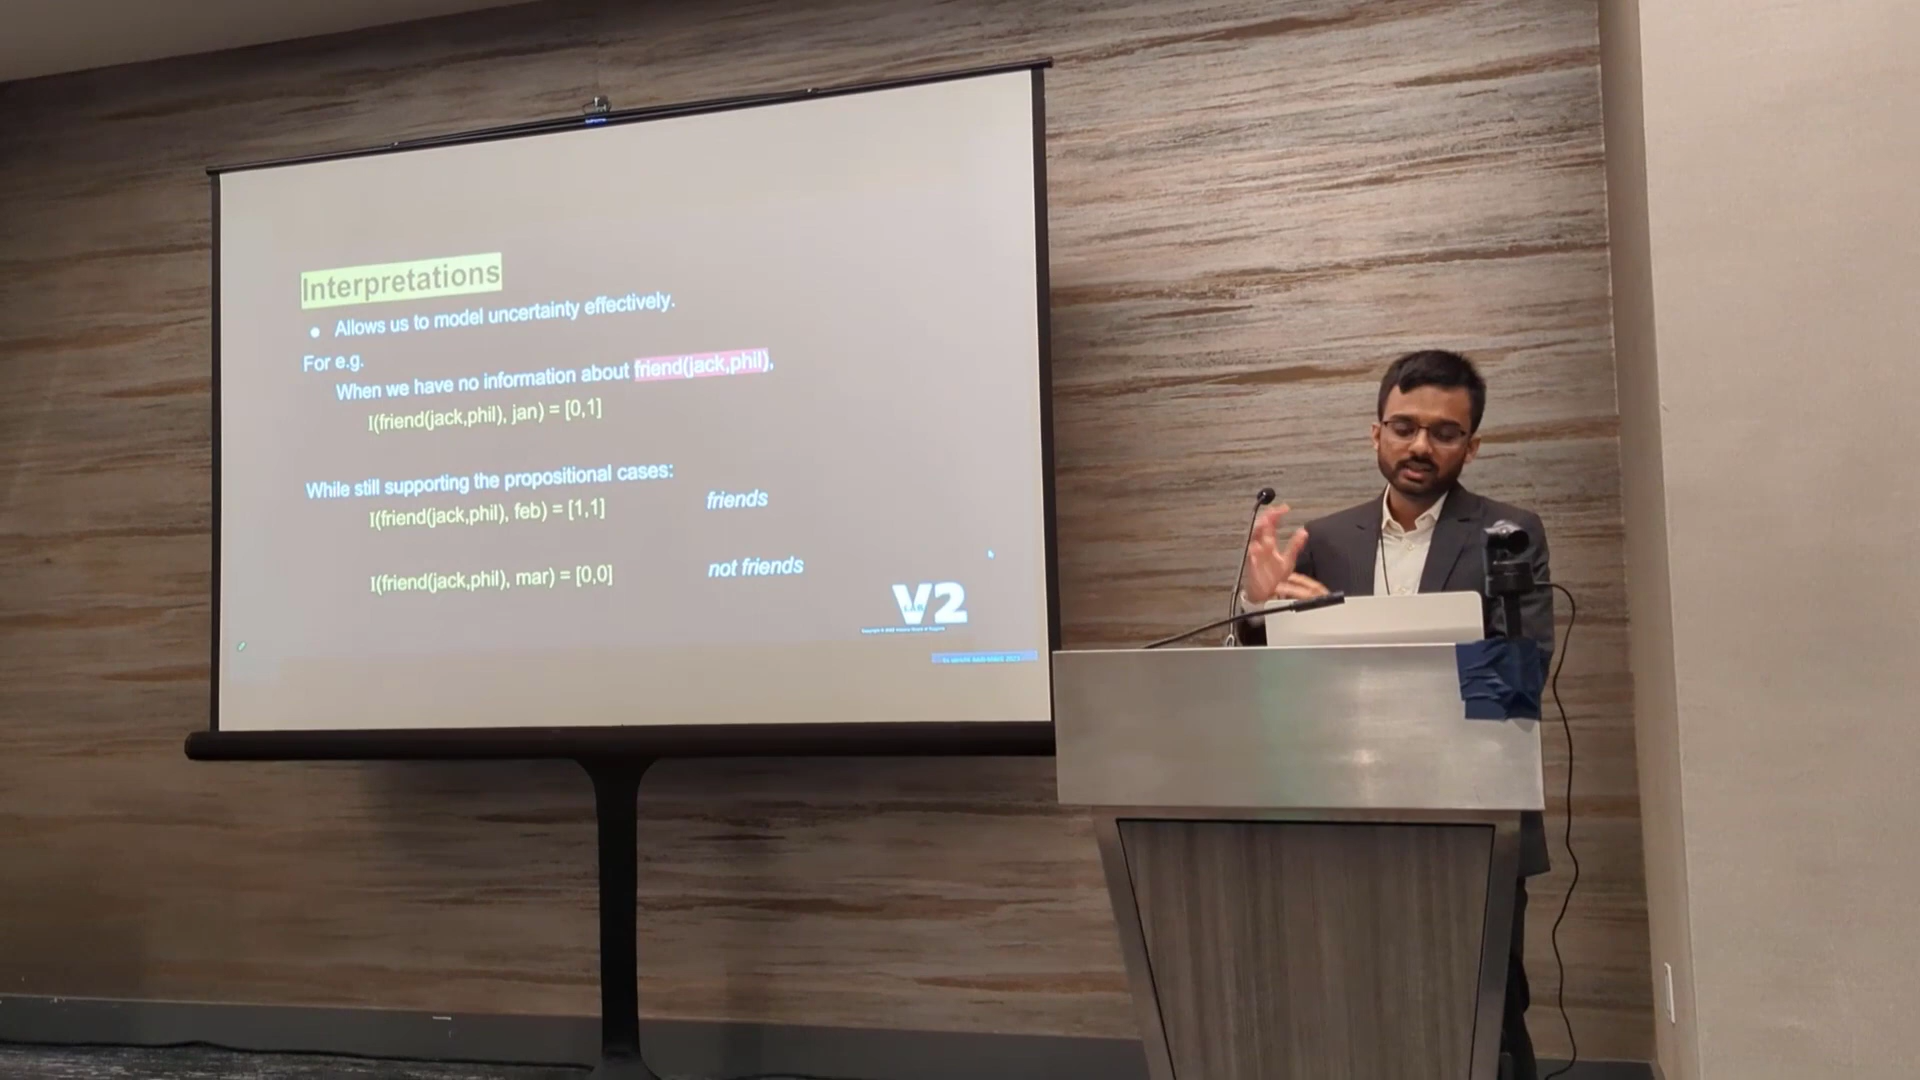 Interpretations
● Allows us to model uncertainty effectively.
For e.g.
When we have no information about friend(jack,phil),
I(friend(jack,phil), jan) = [0,1]
While still supporting the propositional cases:
I(friend(jack,phil), feb) = [1,1] friends
I(friend(jack,phil), mar) = [0,0] not friends
V2